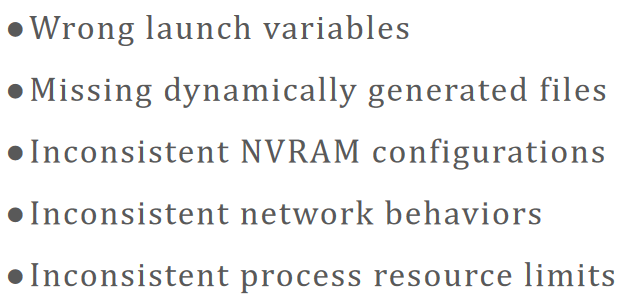 ●Wrong launch variables
●Missing dynamically generated files
●Inconsistent NVRAM configurations
●Inconsistent network behaviors
●Inconsistent process resource limits